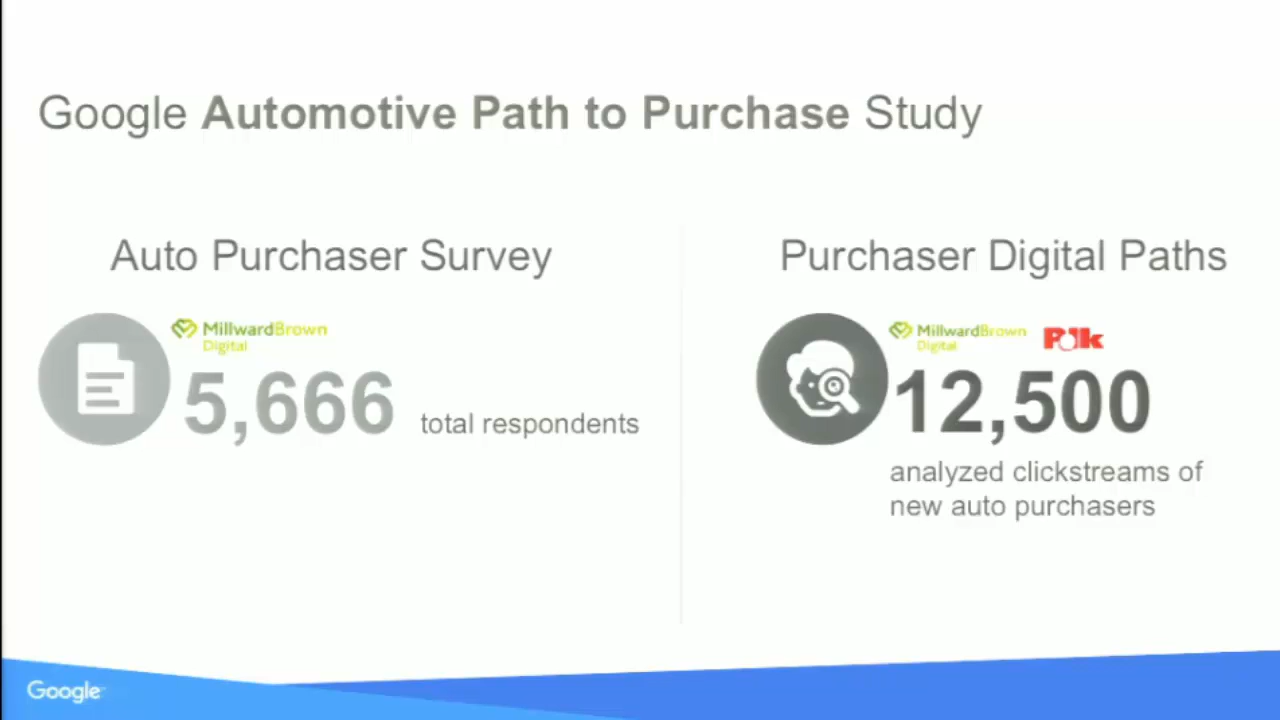 Google Automotive Path to Purchase Study
Auto Purchaser Survey
MillwardBrown
Digital
5,666 total respondents
Purchaser Digital Paths
MillwardBrown
Digital
Polk
12,500
analyzed clickstreams of
new auto purchasers
Google